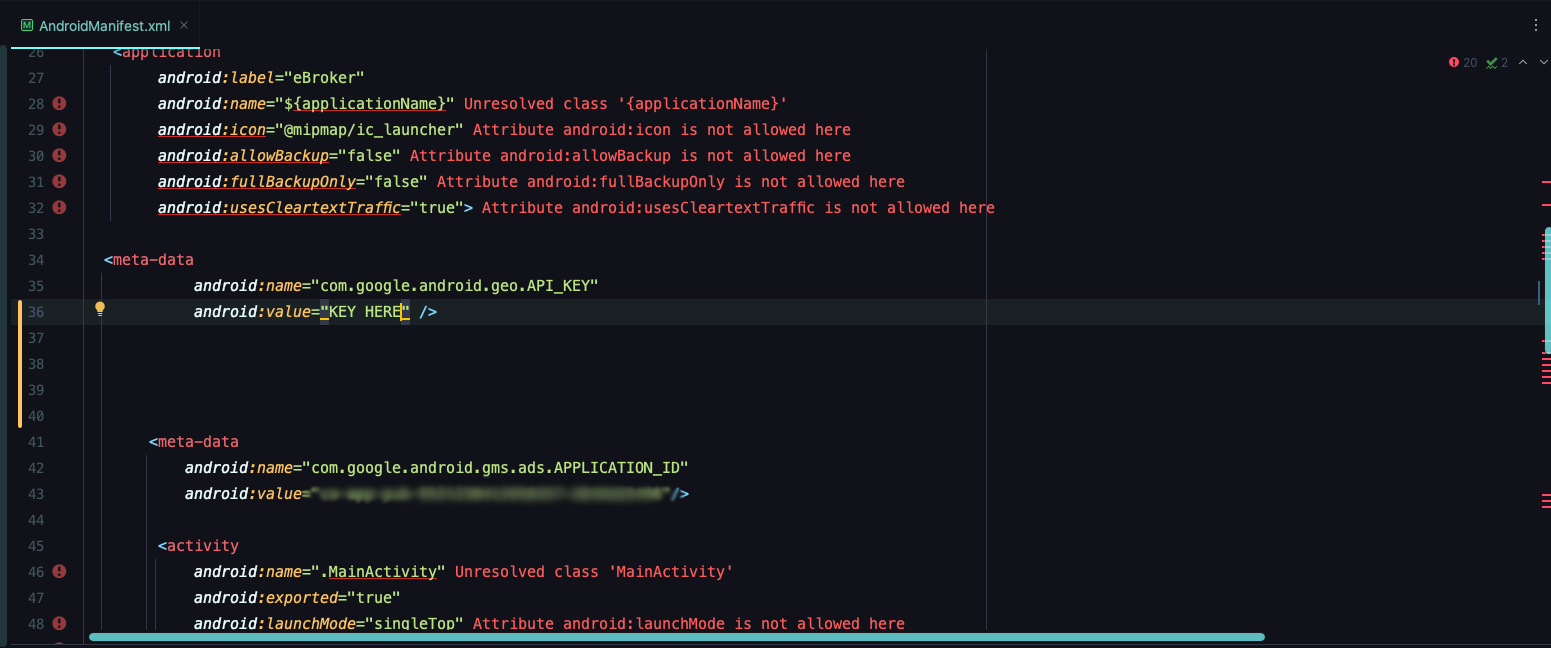 M AndroidManifest.xml ×
20 2
26 <application
27 android:label="eBroker"
28 android:name="${applicationName}" Unresolved class '{applicationName}'
29 android:icon="@mipmap/ic_launcher" Attribute android:icon is not allowed here
30 android:allowBackup="false" Attribute android:allowBackup is not allowed here
31 android:fullBackupOnly="false" Attribute android:fullBackupOnly is not allowed here
32 android:usesCleartextTraffic="true"> Attribute android:usesCleartextTraffic is not allowed here
33
34 <meta-data
35 android:name="com.google.android.geo.API_KEY"
36 android:value="KEY HERE" />
37
38
39
40
41 <meta-data
42 android:name="com.google.android.gms.ads.APPLICATION_ID"
43 android:value="/>
44
45 <activity
46 android:name=".MainActivity" Unresolved class 'MainActivity'
47 android:exported="true"
48 android:launchMode="singleTop" Attribute android:launchMode is not allowed here